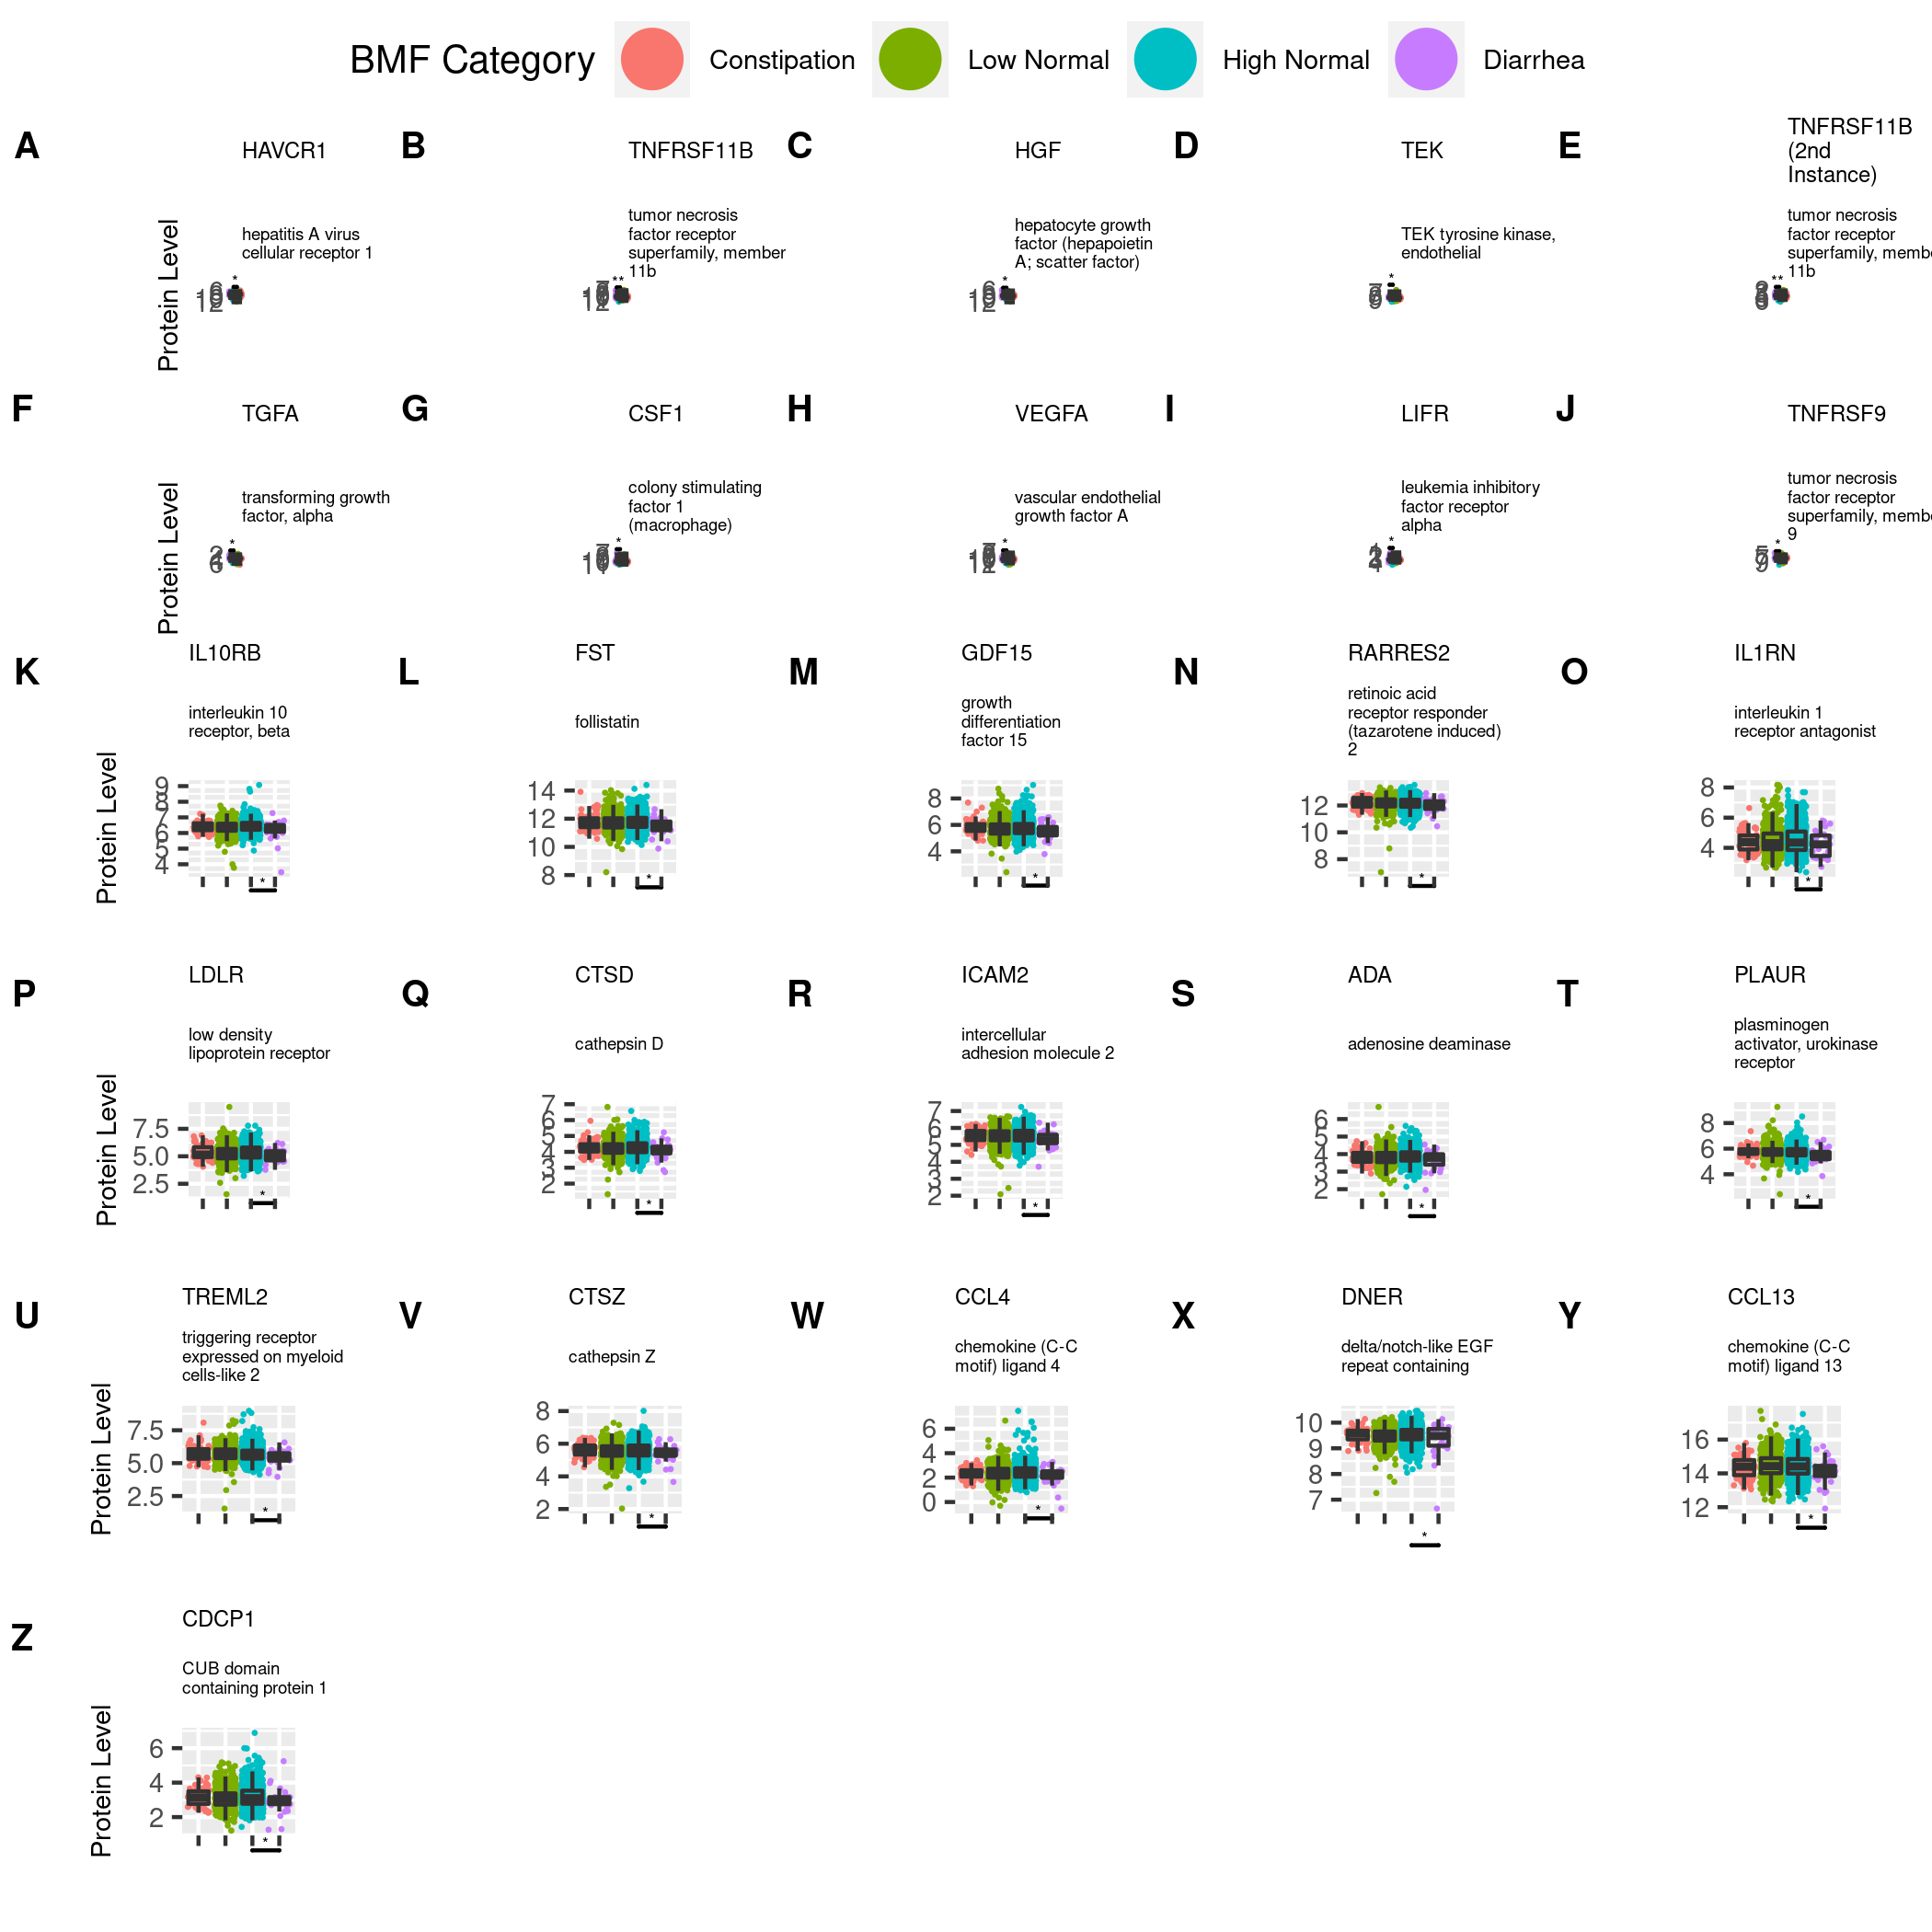 BMF Category Constipation Low Normal High Normal Diarrhea
A HAVCR1
hepatitis A virus
cellular receptor 1
Protein Level
*
B TNFRSF11B
tumor necrosis
factor receptor
superfamily, member
11b
**
C HGF
hepatocyte growth
factor (hepapoietin
A; scatter factor)
*
D TEK
TEK tyrosine kinase,
endothelial
*
E TNFRSF11B
(2nd
Instance)
tumor necrosis
factor receptor
superfamily,
11b
**
F TGFA
transforming growth
factor, alpha
Protein Level
*
G CSF1
colony stimulating
factor 1
(macrophage)
*
H VEGFA
vascular endothelial
growth factor A
*
I LIFR
leukemia inhibitory
factor receptor
alpha
*
J TNFRSF9
tumor necrosis
factor receptor
superfamily,
9
*
K IL10RB
interleukin 10
receptor, beta
Protein Level
9
8
7
6
5
4
*
L FST
follistatin
14
12
10
8
*
M GDF15
growth
differentiation
factor 15
8
6
4
*
N RARRES2
retinoic acid
receptor responder
(tazarotene induced)
2
12
10
8
*
O IL1RN
interleukin 1
receptor antagonist
8
6
4
*
P LDLR
low density
lipoprotein receptor
Protein Level
7.5
5.0
2.5
*
Q CTSD
cathepsin D
7
6
5
4
3
2
*
R ICAM2
intercellular
adhesion molecule 2
7
6
5
4
3
2
*
S ADA
adenosine deaminase
6
5
4
3
2
*
T PLAUR
plasminogen
activator, urokinase
receptor
8
6
4
*
U TREML2
triggering receptor
expressed on myeloid
cells-like 2
Protein Level
7.5
5.0
2.5
*
V CTSZ
cathepsin Z
8
6
4
2
*
W CCL4
chemokine (C-C
motif) ligand 4
6
4
2
0
*
X DNER
delta/notch-like EGF
repeat containing
10
9
8
7
*
Y CCL13
chemokine (C-C
motif) ligand 13
16
14
12
*
Z CDCP1
CUB domain
containing protein 1
Protein Level
6
4
2
*